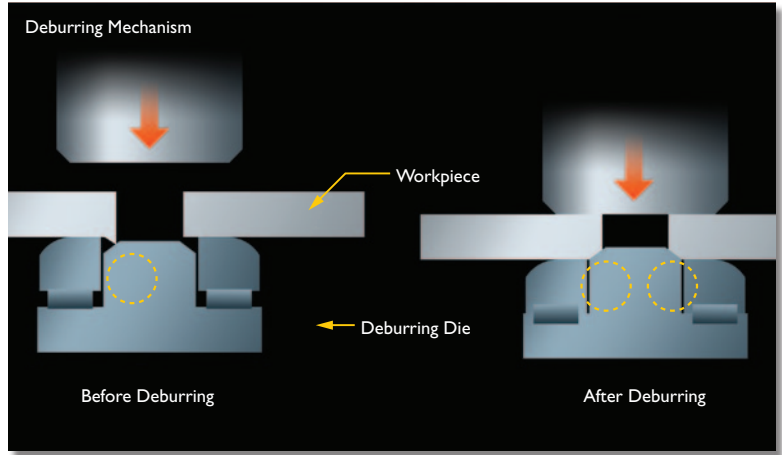 Deburring Mechanism
Workpiece
Deburring Die
Before Deburring
After Deburring